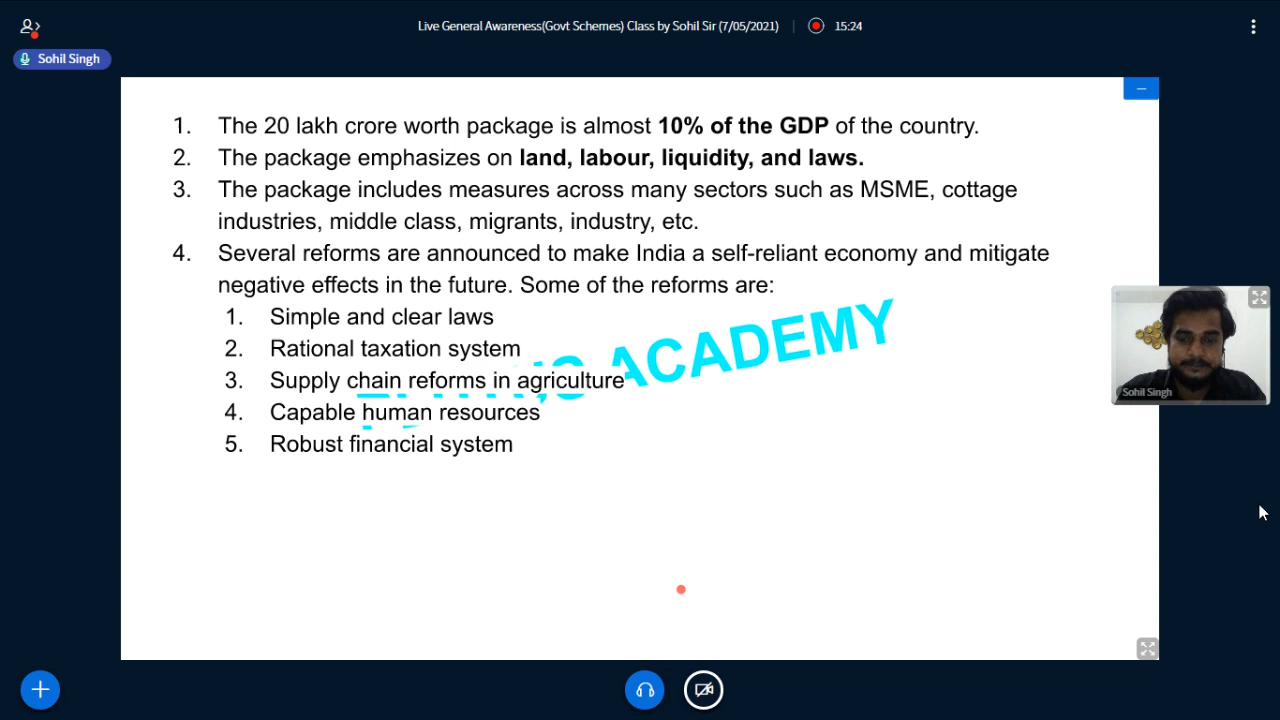 Live General Awareness(Govt Schemes) Class by Sohil Sir (7/05/2021) 15:24
Sohil Singh
1. The 20 lakh crore worth package is almost 10% of the GDP of the country.
2. The package emphasizes on land, labour, liquidity, and laws.
3. The package includes measures across many sectors such as MSME, cottage
industries, middle class, migrants, industry, etc.
4. Several reforms are announced to make India a self-reliant economy and mitigate
negative effects in the future. Some of the reforms are:
1. Simple and clear laws
2. Rational taxation system
3. Supply chain reforms in agriculture
4. Capable human resources
5. Robust financial system
ACADEMY
Sohil Singh